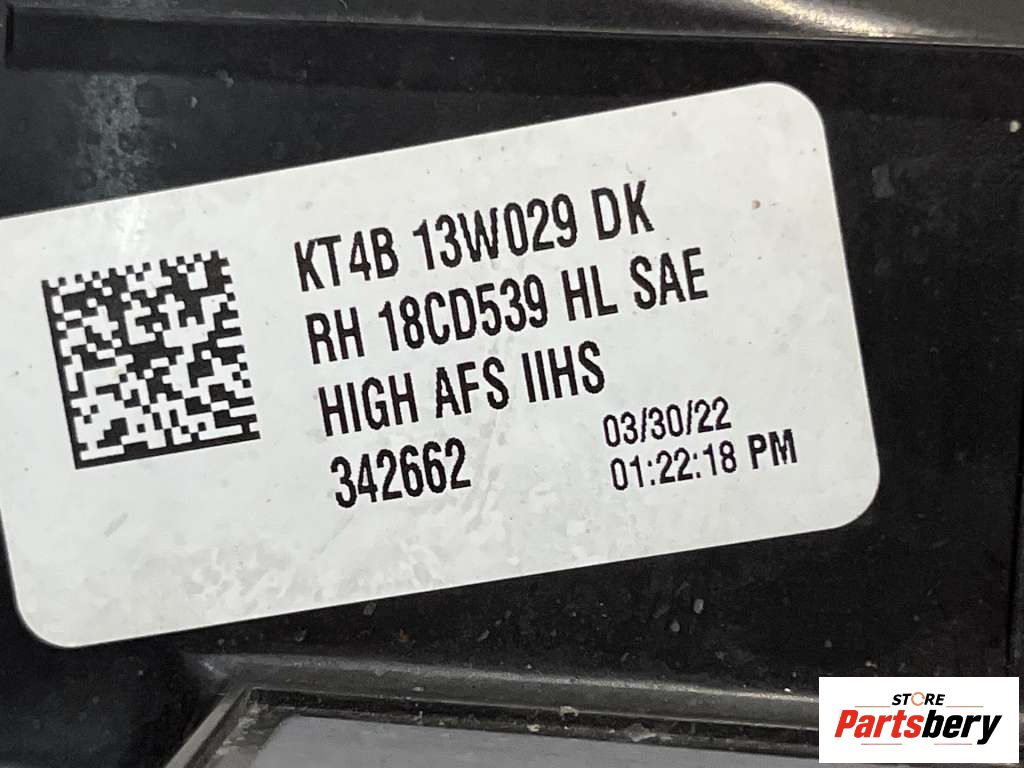 KT4B 13W029 DK
RH 18CD539 HL SAE
HIGH AFS IIHS
342662
03/30/22
01:22:18 PM
STORE
Partsbery